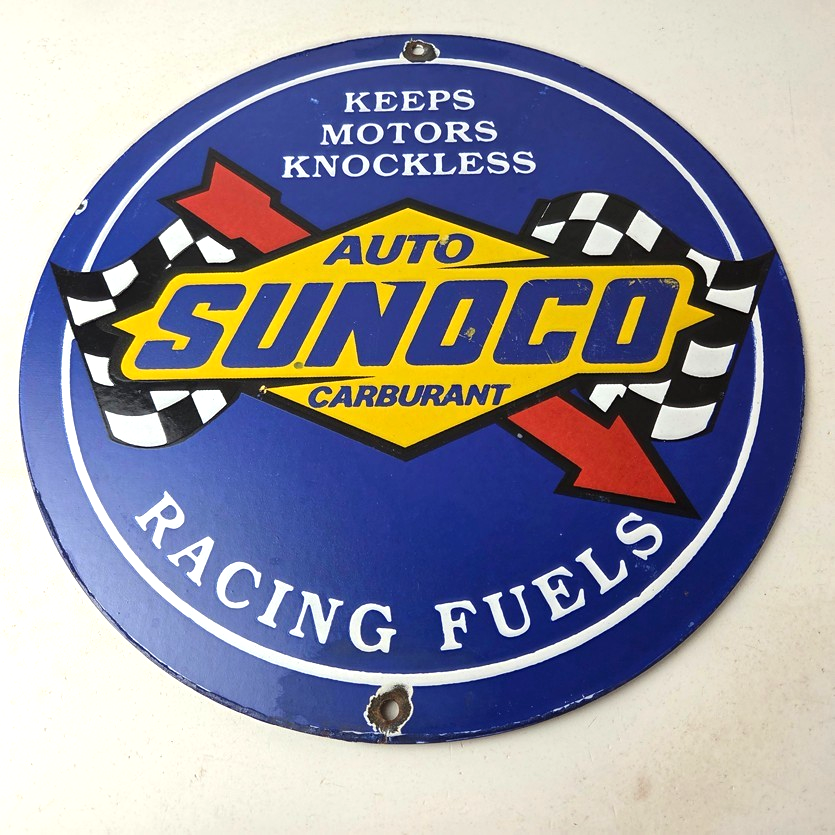 KEEPS
MOTORS
KNOCKLESS
AUTO
SUNOCO
CARBURANT
RACING FUELS